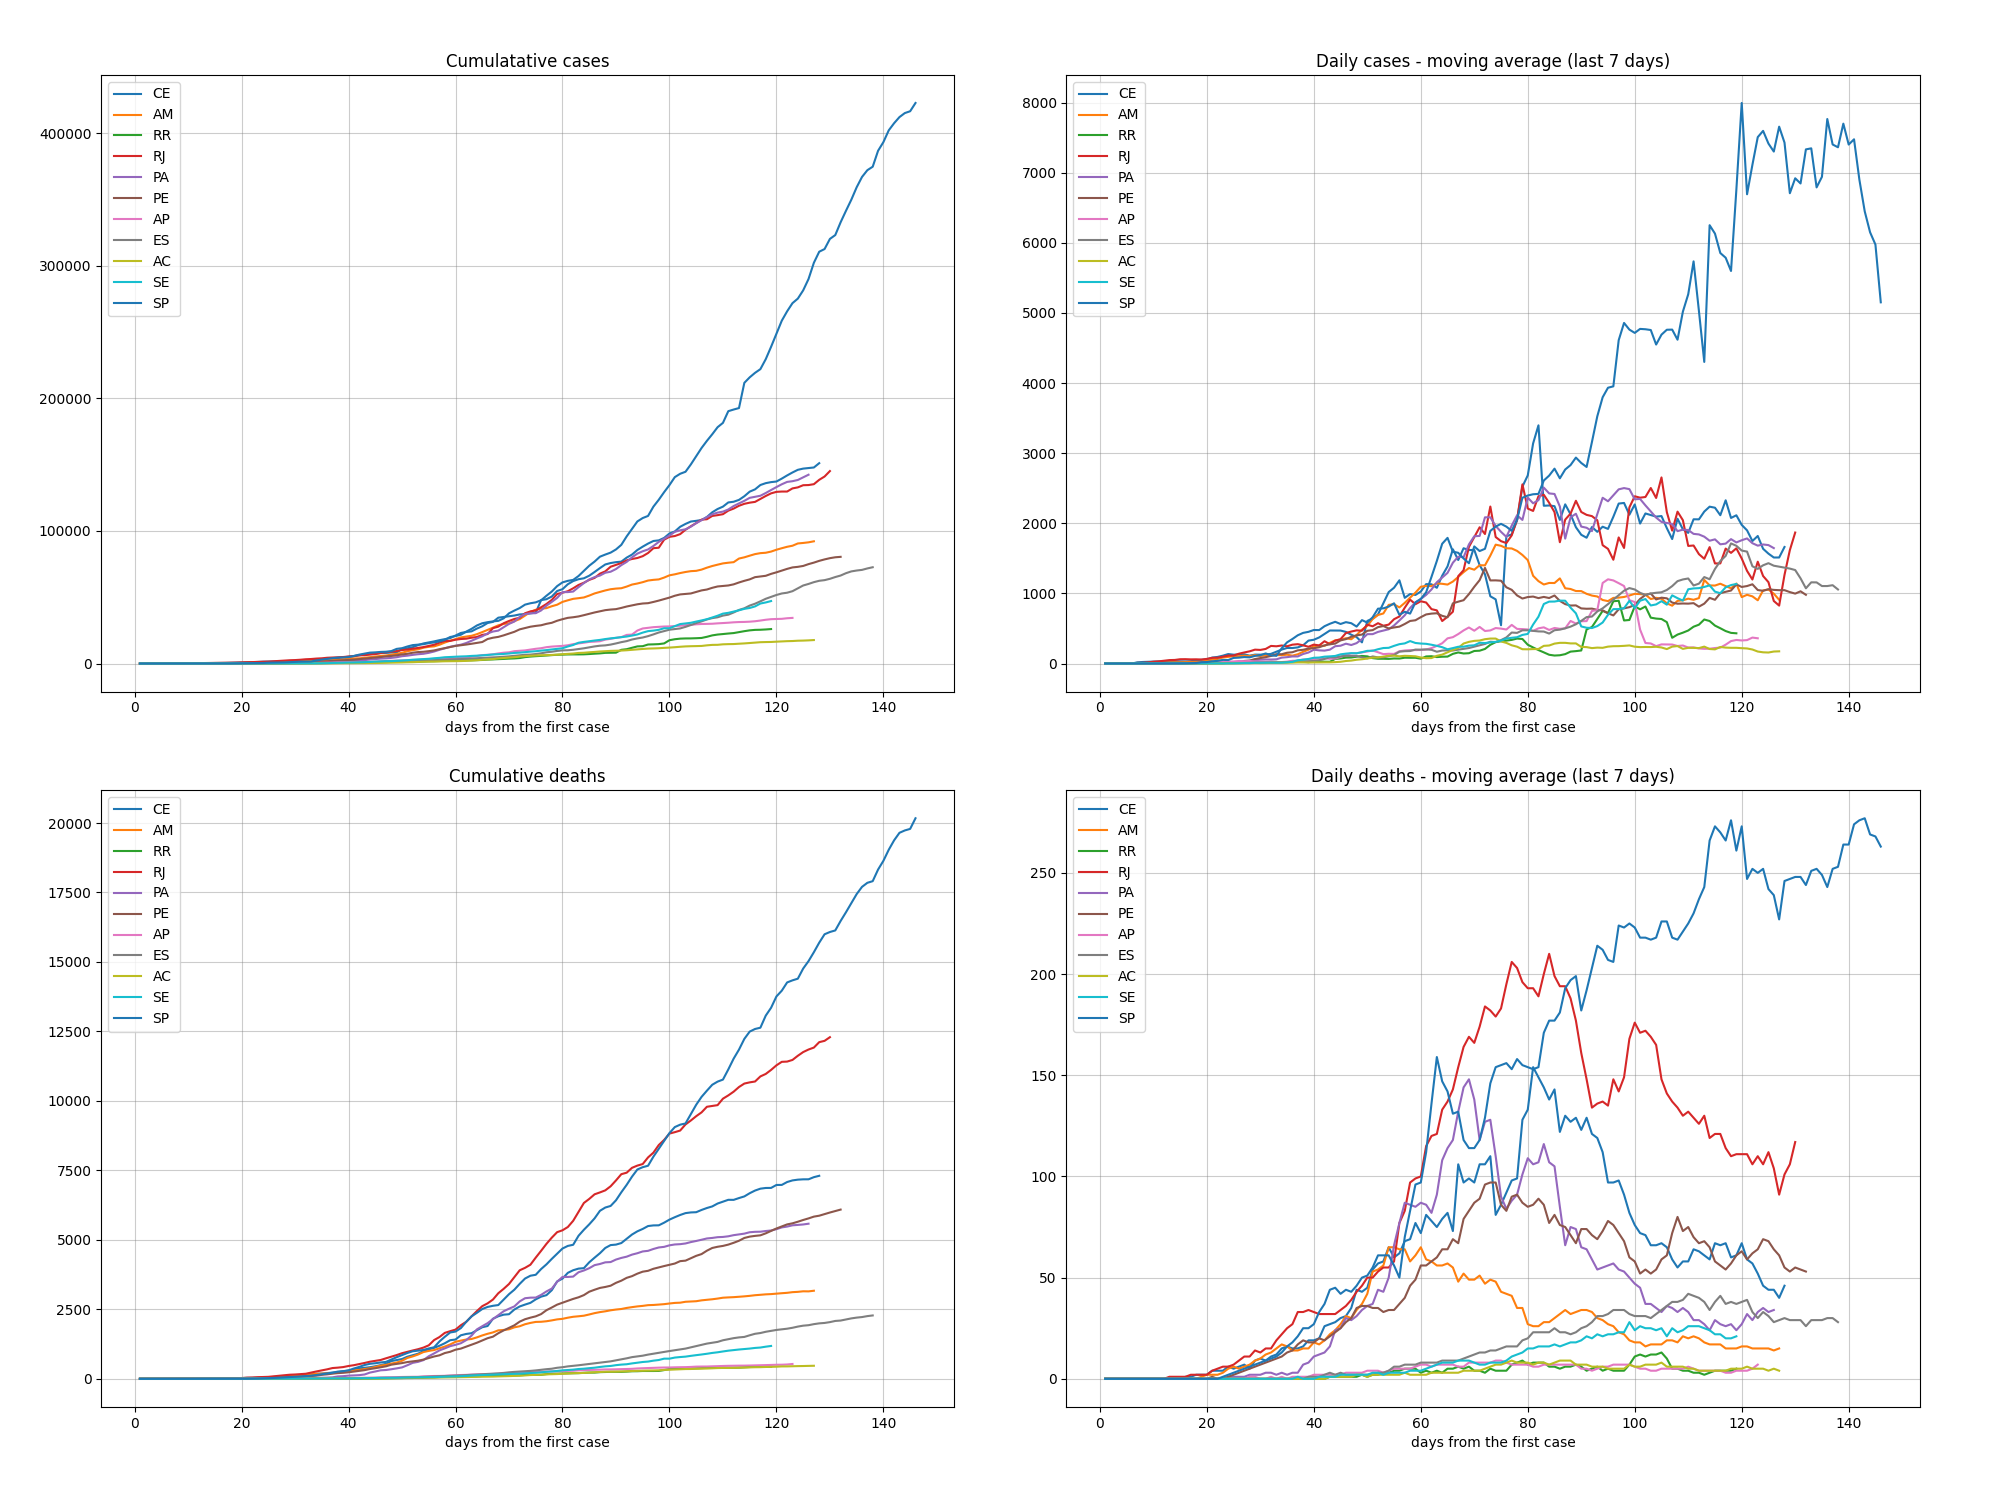 Cumulatative cases
CE
AM
RR
RJ
PA
PE
AP
ES
AC
SE
SP
400000
300000
200000
100000
0
0 20 40 60 80 100 120 140
days from the first case
Daily cases - moving average (last 7 days)
CE
AM
RR
RJ
PA
PE
AP
ES
AC
SE
SP
8000
7000
6000
5000
4000
3000
2000
1000
0
0 20 40 60 80 100 120 140
days from the first case
Cumulative deaths
CE
AM
RR
RJ
PA
PE
AP
ES
AC
SE
SP
20000
17500
15000
12500
10000
7500
5000
2500
0
0 20 40 60 80 100 120 140
days from the first case
Daily deaths - moving average (last 7 days)
CE
AM
RR
RJ
PA
PE
AP
ES
AC
SE
SP
250
200
150
100
50
0
0 20 40 60 80 100 120 140
days from the first case